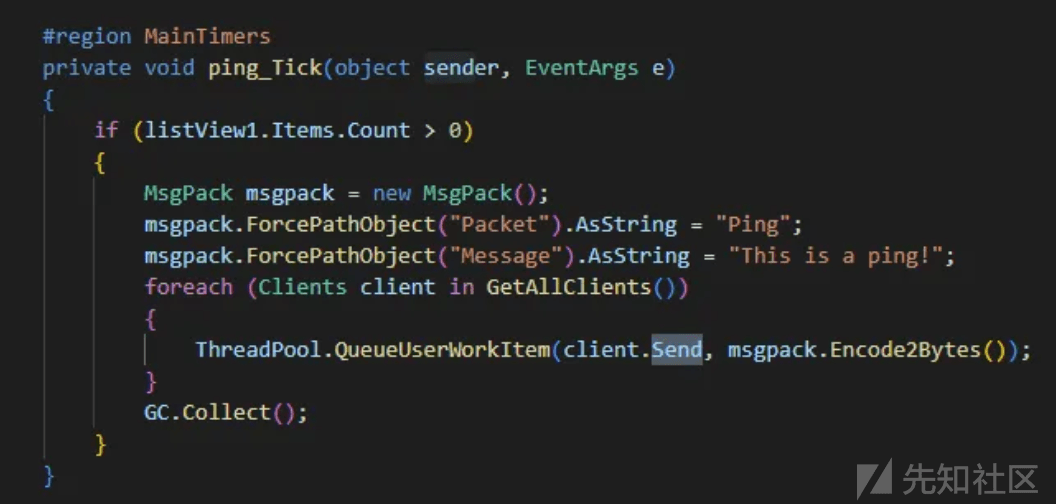 #region MainTimers
private void ping_Tick(object sender, EventArgs e)
{
    if (listView1.Items.Count > 0)
    {
        MsgPack msgpack = new MsgPack();
        msgpack.ForcePathObject("Packet").AsString = "Ping";
        msgpack.ForcePathObject("Message").AsString = "This is a ping!";
        foreach (Clients client in GetAllClients())
        {
            ThreadPool.QueueUserWorkItem(client.Send, msgpack.Encode2Bytes());
        }
        GC.Collect();
    }
}
先知社区